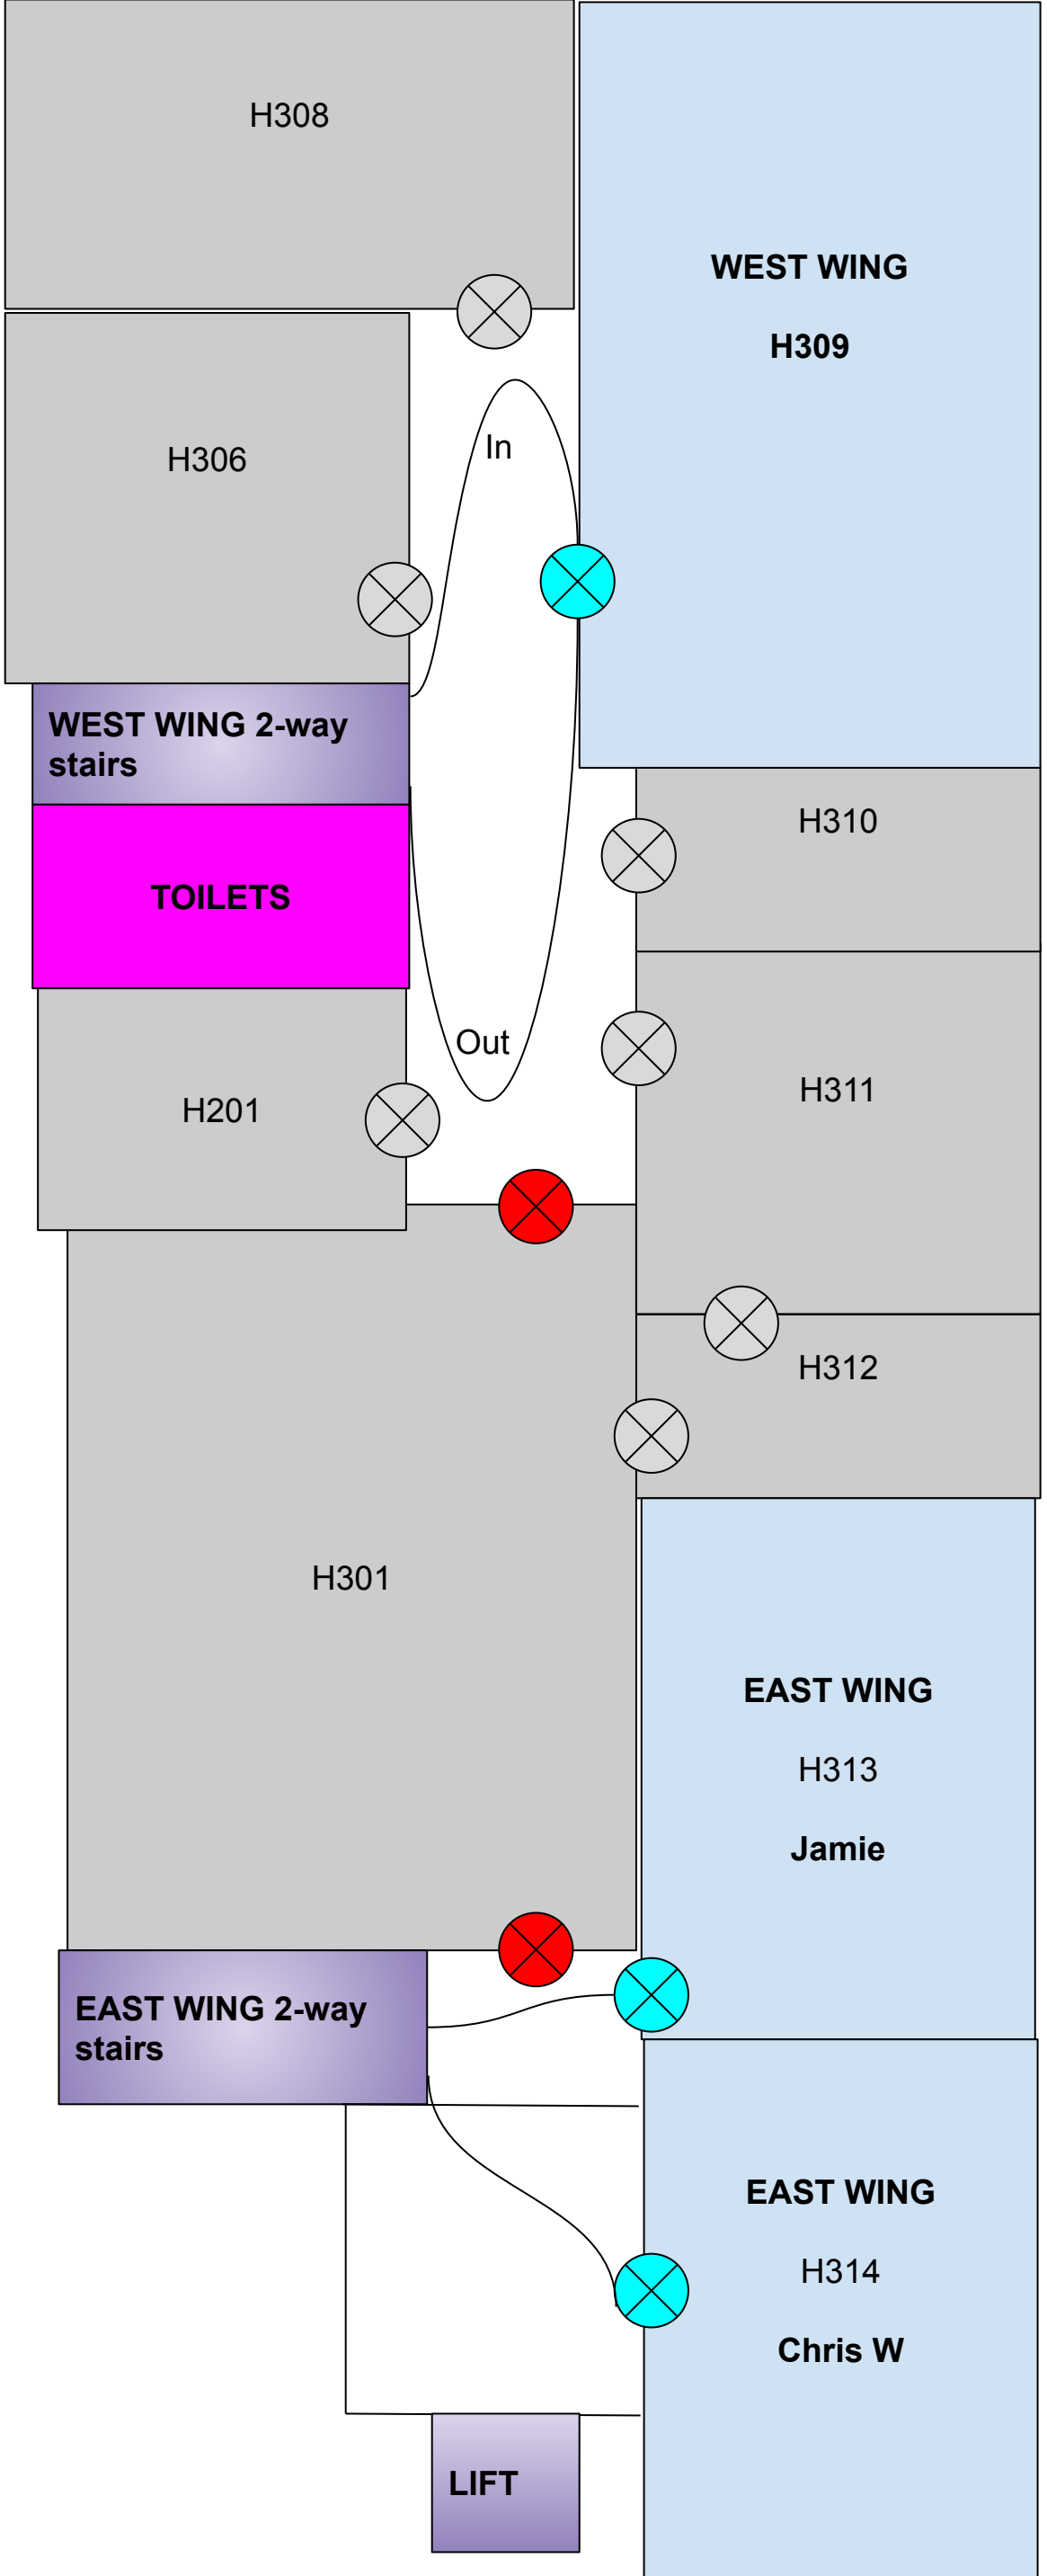 H308
WEST WING
H309
In
H306
WEST WING 2-way
stairs
H310
TOILETS
Out
H311
H201
H312
H301
EAST WING
H313
Jamie
EAST WING 2-way
stairs
EAST WING
H314
Chris W
LIFT